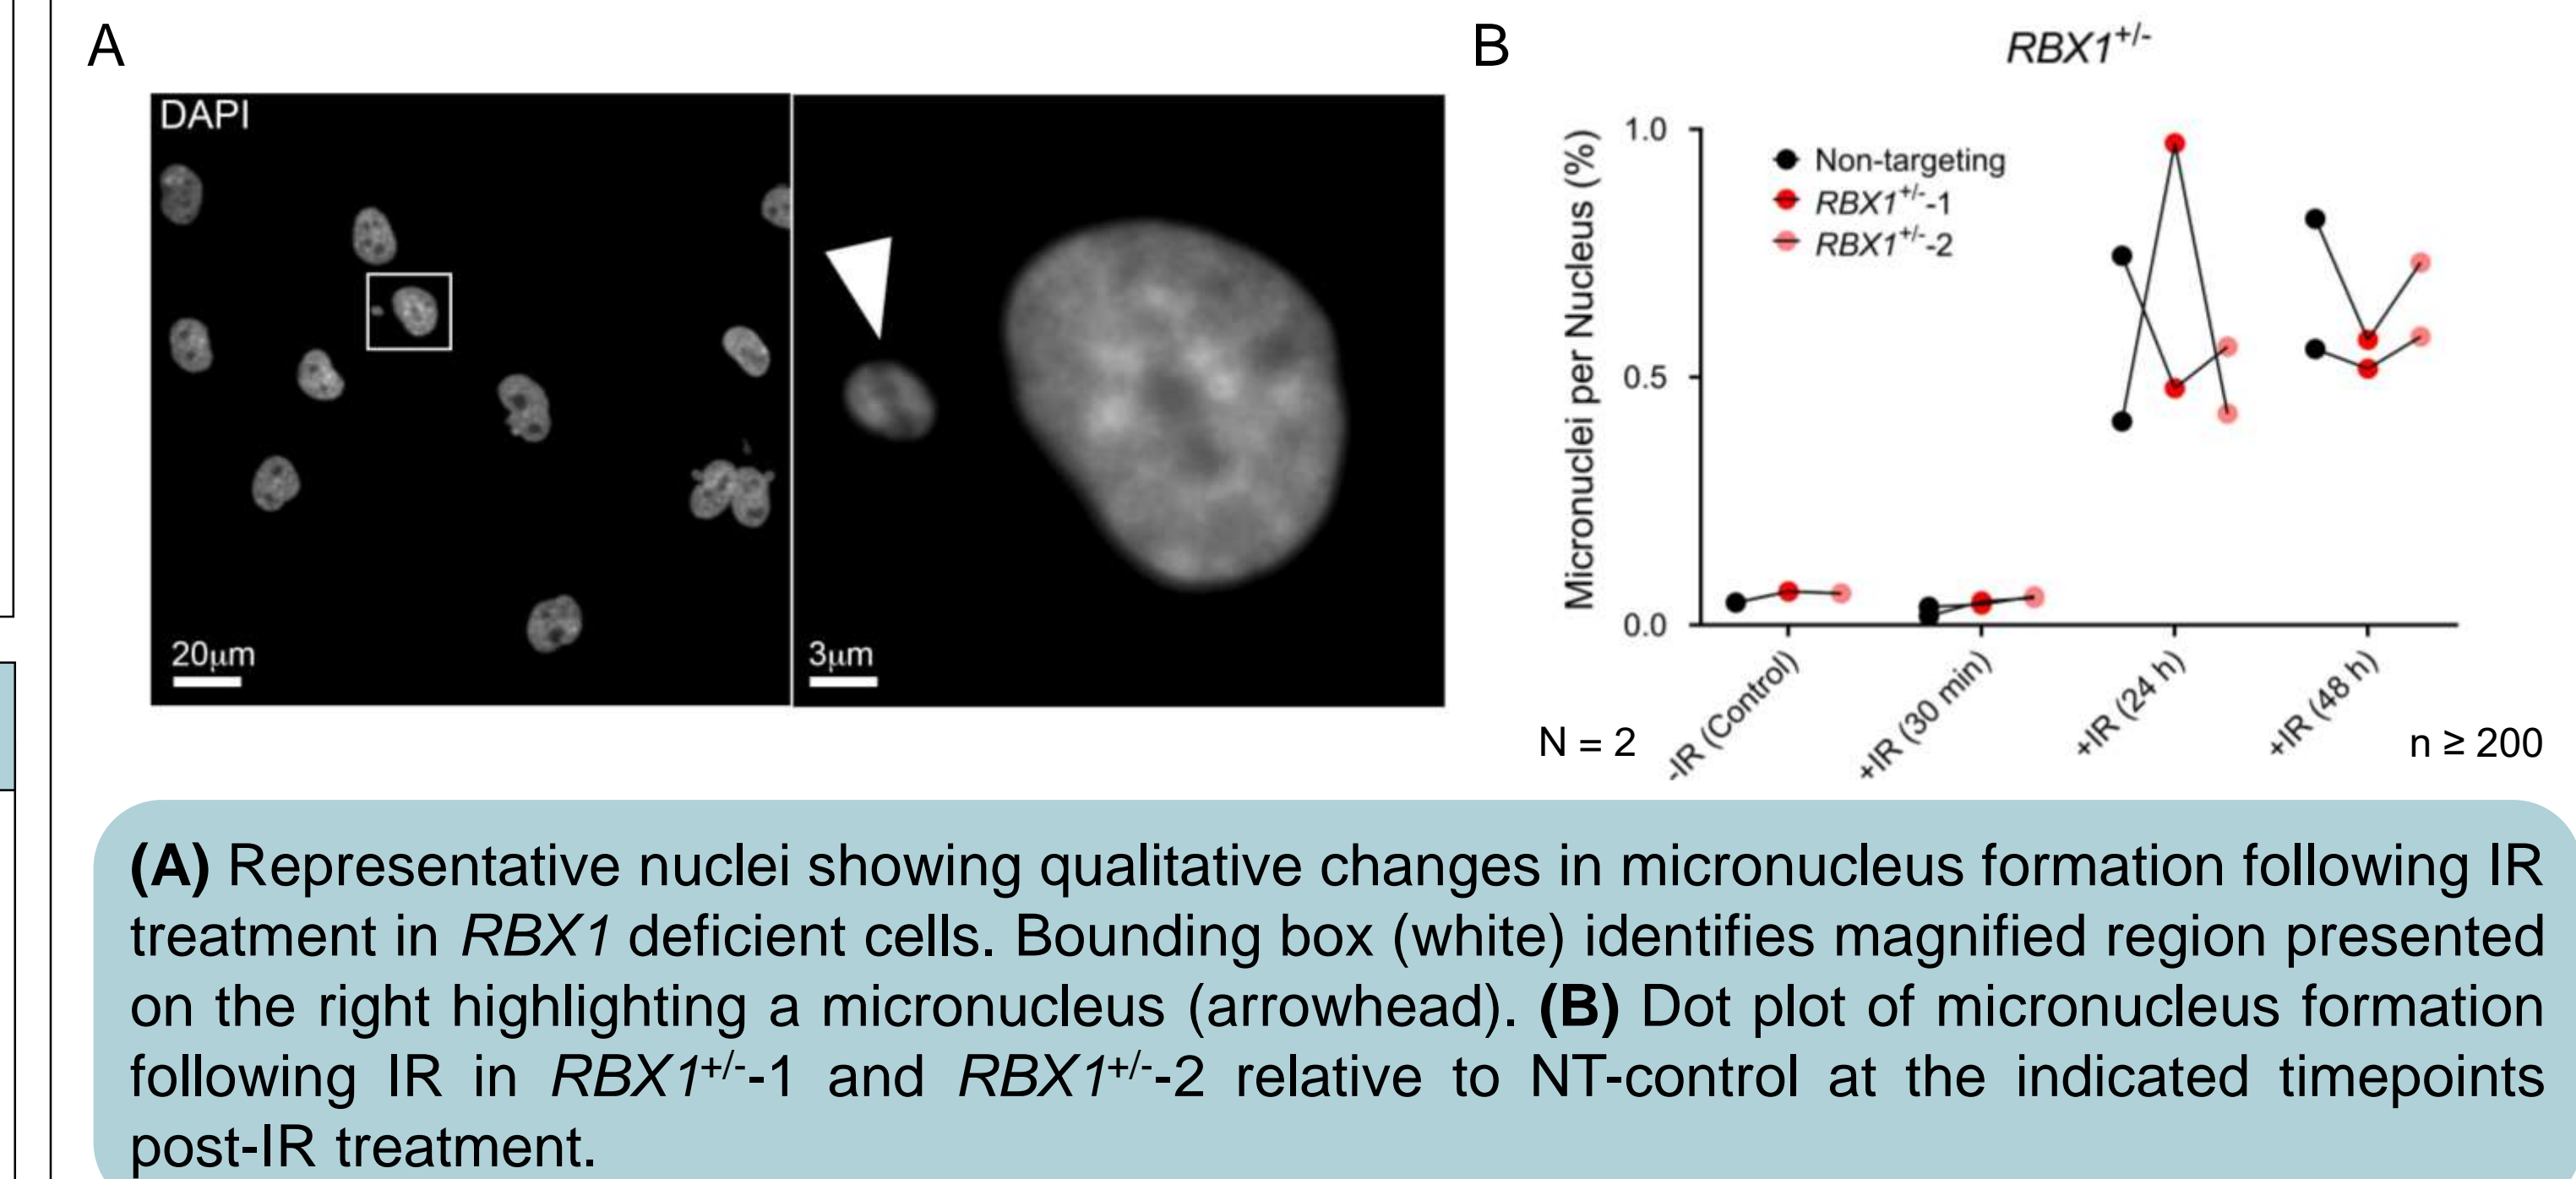 A
DAPI
20µm
3µm
B
RBX1+/-
Micronuclei per Nucleus (%)
1.0
0.5
0.0
Non-targeting
RBX1+/--1
RBX1+/--2
-IR (Control)
+IR (30 min)
+IR (24 h)
+IR (48 h)
N = 2
n ≥ 200
(A) Representative nuclei showing qualitative changes in micronucleus formation following IR
treatment in RBX1 deficient cells. Bounding box (white) identifies magnified region presented
on the right highlighting a micronucleus (arrowhead). (B) Dot plot of micronucleus formation
following IR in RBX1+/--1 and RBX1+/--2 relative to NT-control at the indicated timepoints
post-IR treatment.